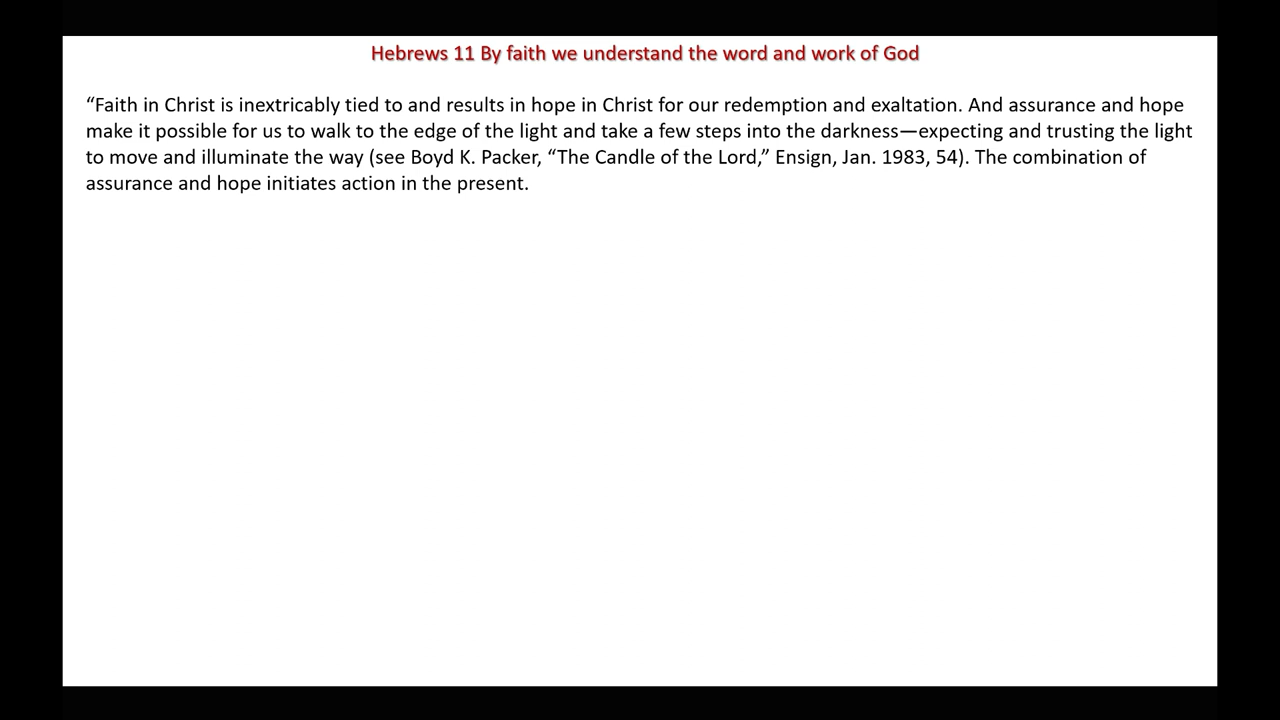 Hebrews 11 By faith we understand the word and work of God
“Faith in Christ is inextricably tied to and results in hope in Christ for our redemption and exaltation. And assurance and hope
make it possible for us to walk to the edge of the light and take a few steps into the darkness—expecting and trusting the light
to move and illuminate the way (see Boyd K. Packer, “The Candle of the Lord,” Ensign, Jan. 1983, 54). The combination of
assurance and hope initiates action in the present.